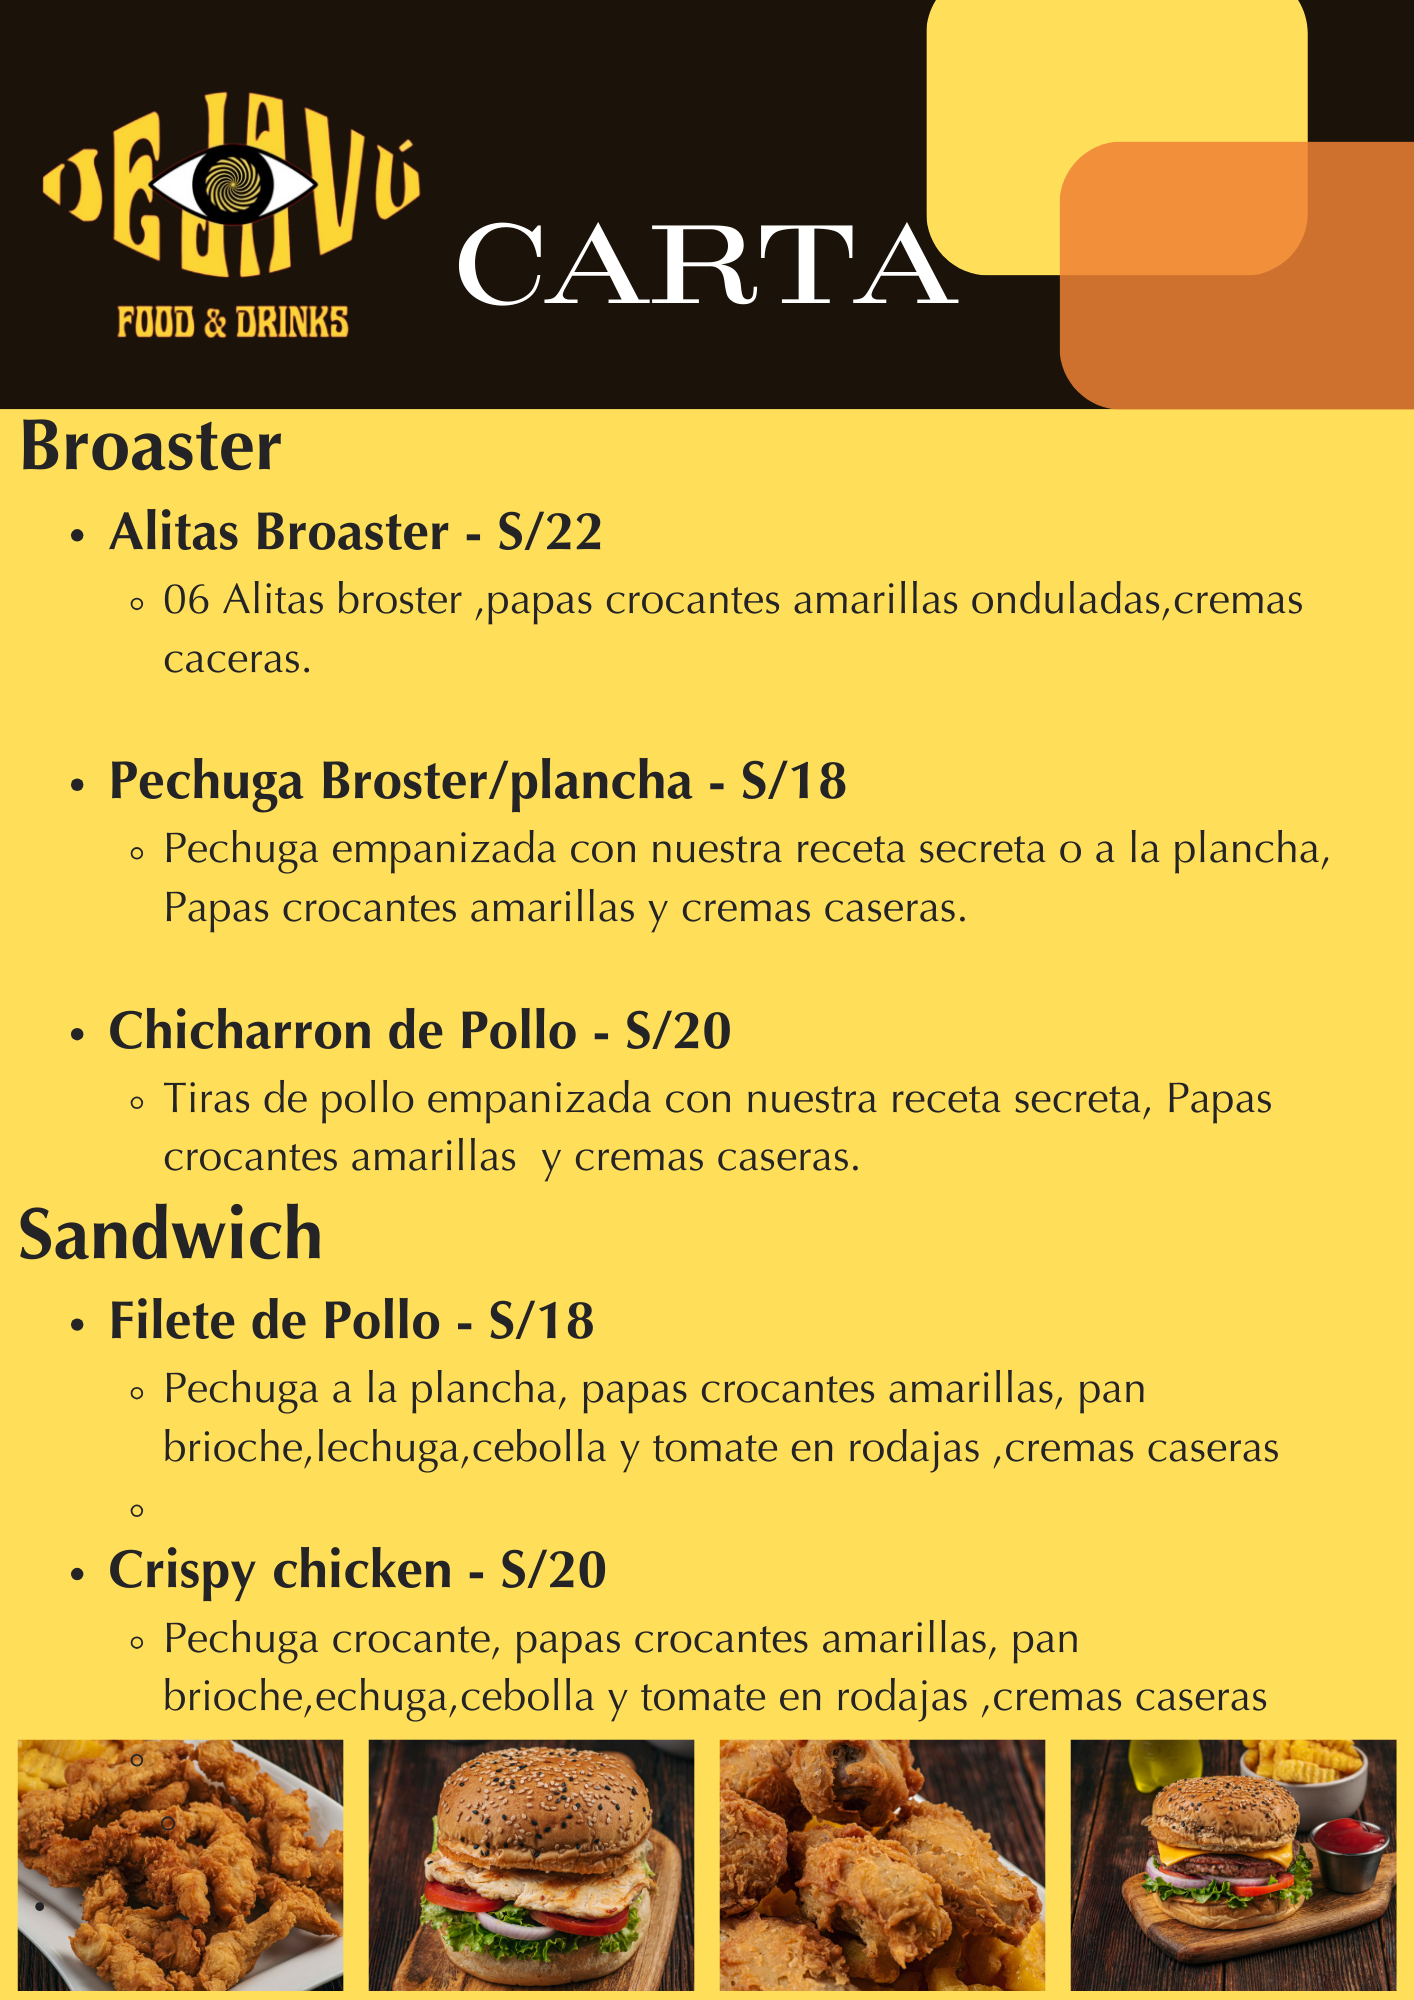 DEJAVÚ
FOOD & DRINKS
CARTA
Broaster
• Alitas Broaster - S/22
◦ 06 Alitas broster ,papas crocantes amarillas onduladas,cremas
caceras.
• Pechuga Broster/plancha - S/18
◦ Pechuga empanizada con nuestra receta secreta o a la plancha,
Papas crocantes amarillas y cremas caseras.
• Chicharron de Pollo - S/20
◦ Tiras de pollo empanizada con nuestra receta secreta, Papas
crocantes amarillas  y cremas caseras.
Sandwich
• Filete de Pollo - S/18
◦ Pechuga a la plancha, papas crocantes amarillas, pan
brioche,lechuga,cebolla y tomate en rodajas ,cremas caseras
• Crispy chicken - S/20
◦ Pechuga crocante, papas crocantes amarillas, pan
brioche,echuga,cebolla y tomate en rodajas ,cremas caseras